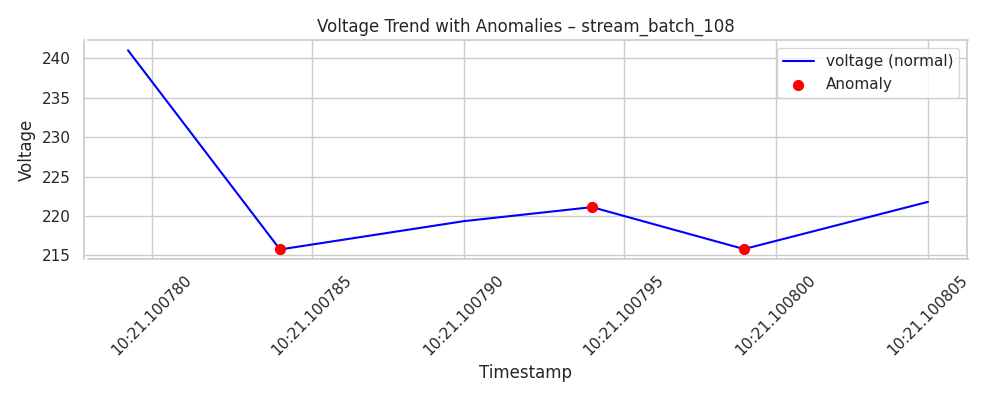 Voltage Trend with Anomalies – stream_batch_108
voltage (normal)
Anomaly
Voltage
240
235
230
225
220
215
10:21.100780
10:21.100785
10:21.100790
10:21.100795
10:21.100800
10:21.100805
Timestamp